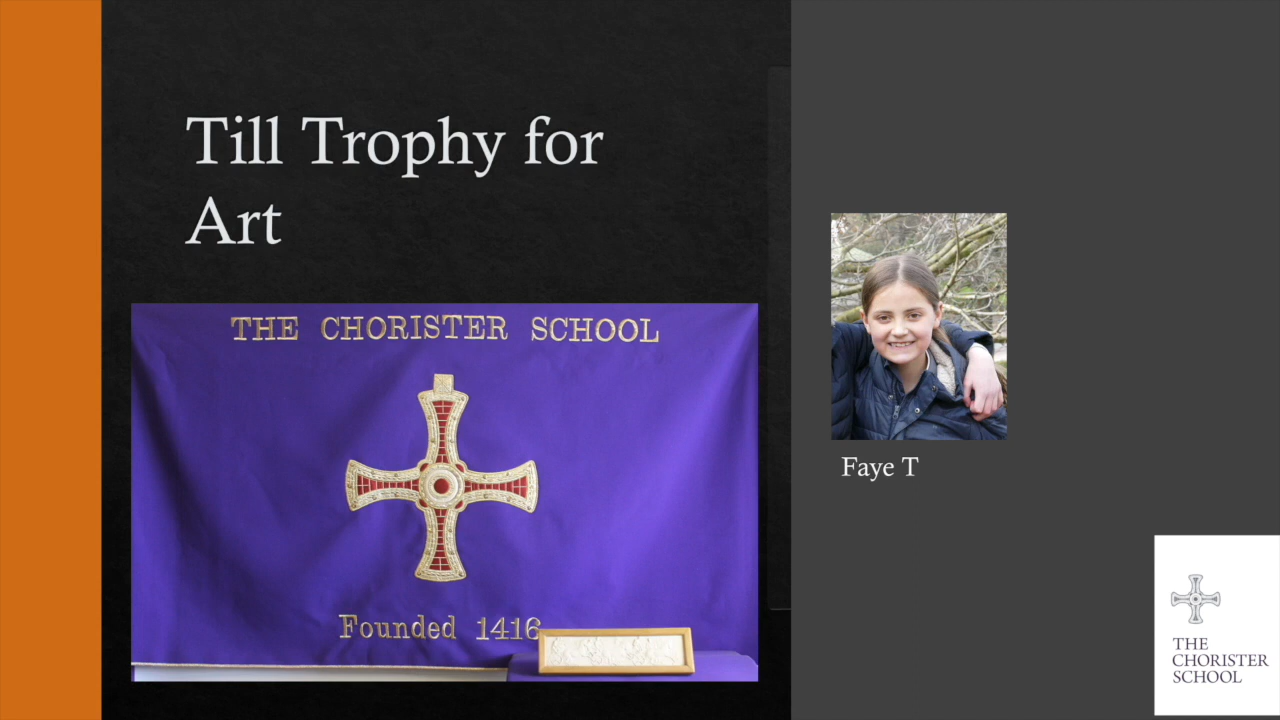 Till Trophy for
Art
THE CHORISTER SCHOOL
Founded 1416
Faye T
THE
CHORISTER
SCHOOL